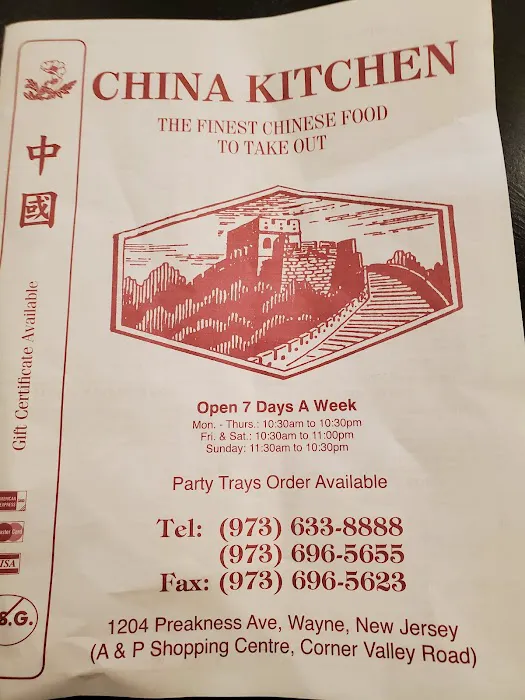 CHINA KITCHEN
THE FINEST CHINESE FOOD
TO TAKE OUT
中
國
Gift Certificate Available
Open 7 Days A Week
Mon. - Thurs.: 10:30am to 10:30pm
Fri. & Sat.: 10:30am to 11:00pm
Sunday: 11:30am to 10:30pm
Party Trays Order Available
Tel: (973) 633-8888
(973) 696-5655
Fax: (973) 696-5623
1204 Preakness Ave, Wayne, New Jersey
(A & P Shopping Centre, Corner Valley Road)